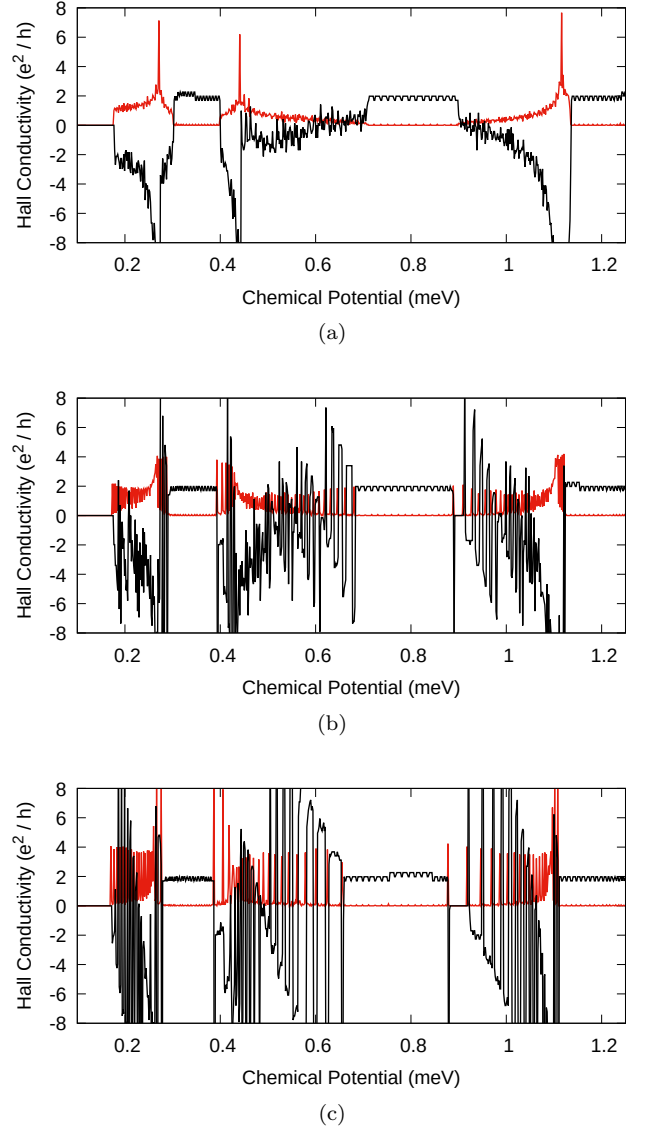 8
6
4
2
0
-2
-4
-6
-8
Hall Conductivity (e² / h)
0.2 0.4 0.6 0.8 1 1.2
Chemical Potential (meV)
(a)
8
6
4
2
0
-2
-4
-6
-8
Hall Conductivity (e² / h)
0.2 0.4 0.6 0.8 1 1.2
Chemical Potential (meV)
(b)
8
6
4
2
0
-2
-4
-6
-8
Hall Conductivity (e² / h)
0.2 0.4 0.6 0.8 1 1.2
Chemical Potential (meV)
(c)